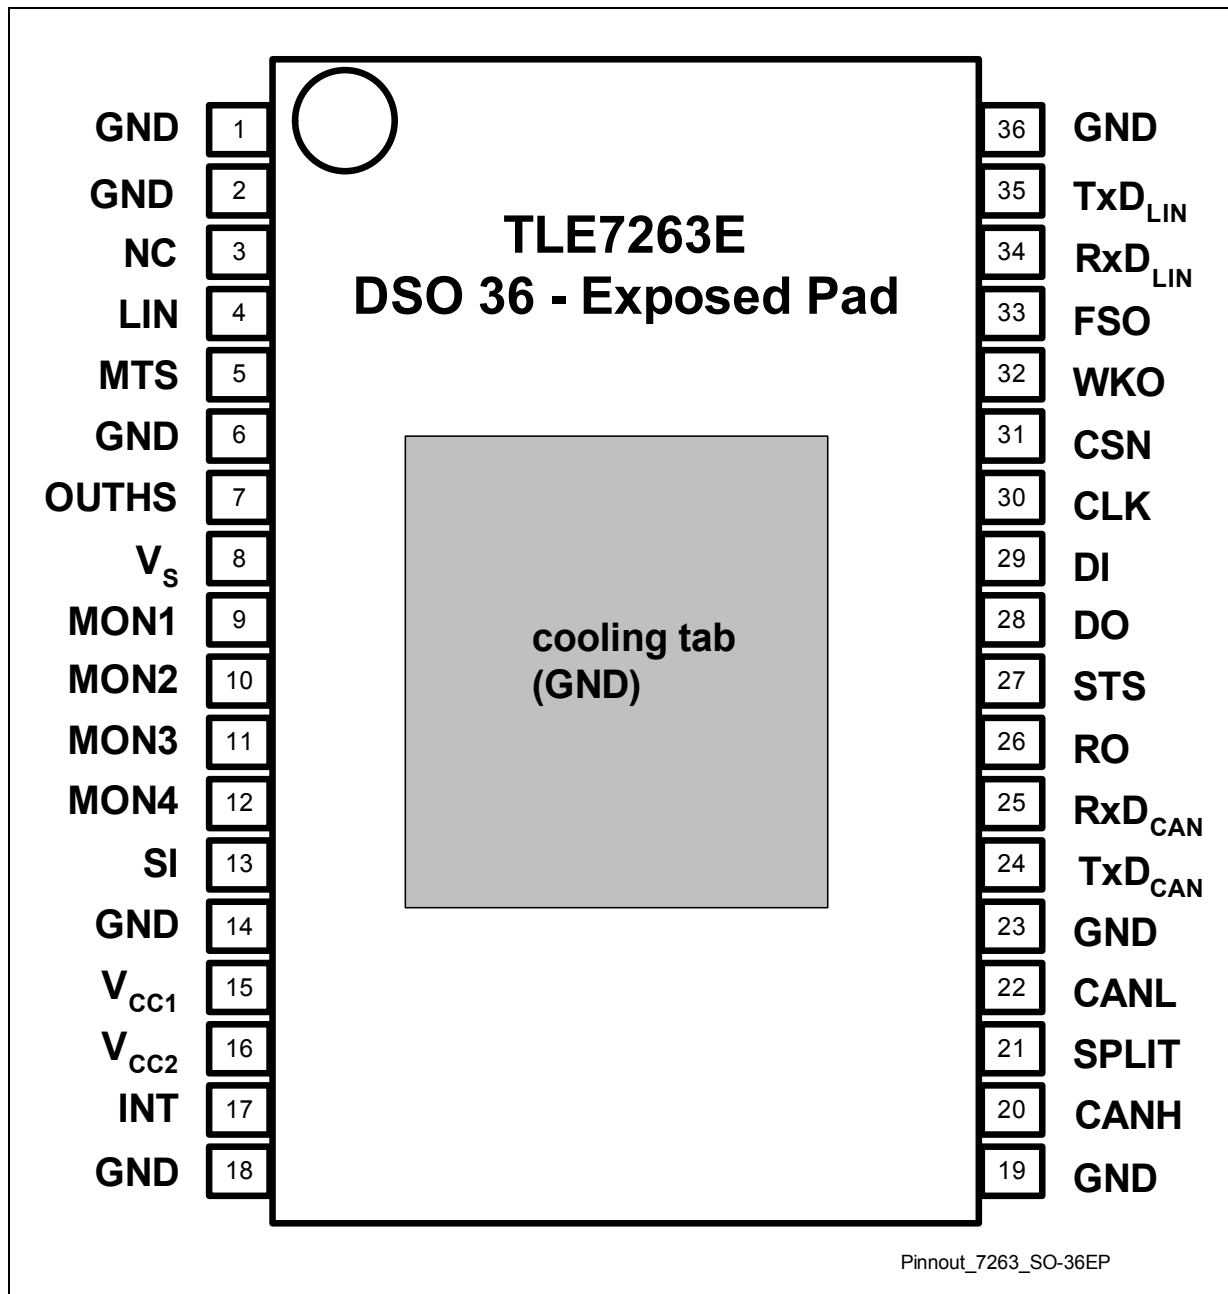 GND 1
GND 2
NC 3
LIN 4
MTS 5
GND 6
OUTHS 7
VS 8
MON1 9
MON2 10
MON3 11
MON4 12
SI 13
GND 14
VCC1 15
VCC2 16
INT 17
GND 18
TLE7263E
DSO 36 - Exposed Pad
cooling tab
(GND)
36 GND
35 TxDLIN
34 RxDLIN
33 FSO
32 WKO
31 CSN
30 CLK
29 DI
28 DO
27 STS
26 RO
25 RxDCAN
24 TxDCAN
23 GND
22 CANL
21 SPLIT
20 CANH
19 GND
Pinnout_7263_SO-36EP